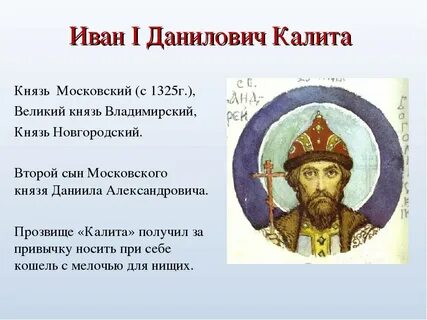 Иван I Данилович Калита
Князь Московский (с 1325г.),
Великий князь Владимирский,
Князь Новгородский.
Второй сын Московского
князя Даниила Александровича.
Прозвище «Калита» получил за
привычку носить при себе
кошель с мелочью для нищих.